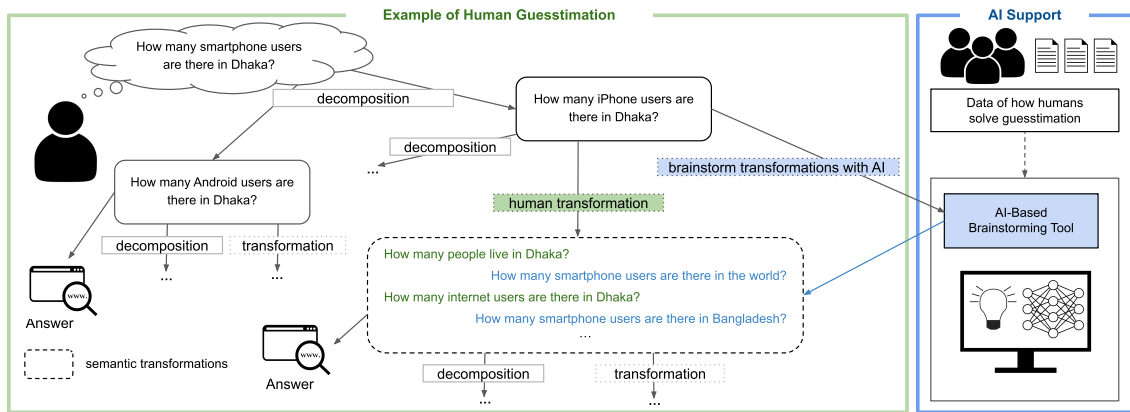 Example of Human Guesstimation
AI Support
How many smartphone users
are there in Dhaka?
decomposition
How many iPhone users are
there in Dhaka?
decomposition
...
How many Android users are
there in Dhaka?
decomposition
...
transformation
...
www.
Answer
human transformation
brainstorm transformations with AI
How many people live in Dhaka?
How many smartphone users are there in the world?
How many internet users are there in Dhaka?
How many smartphone users are there in Bangladesh?
...
www.
Answer
decomposition
...
transformation
...
semantic transformations
Data of how humans
solve guesstimation
AI-Based
Brainstorming Tool